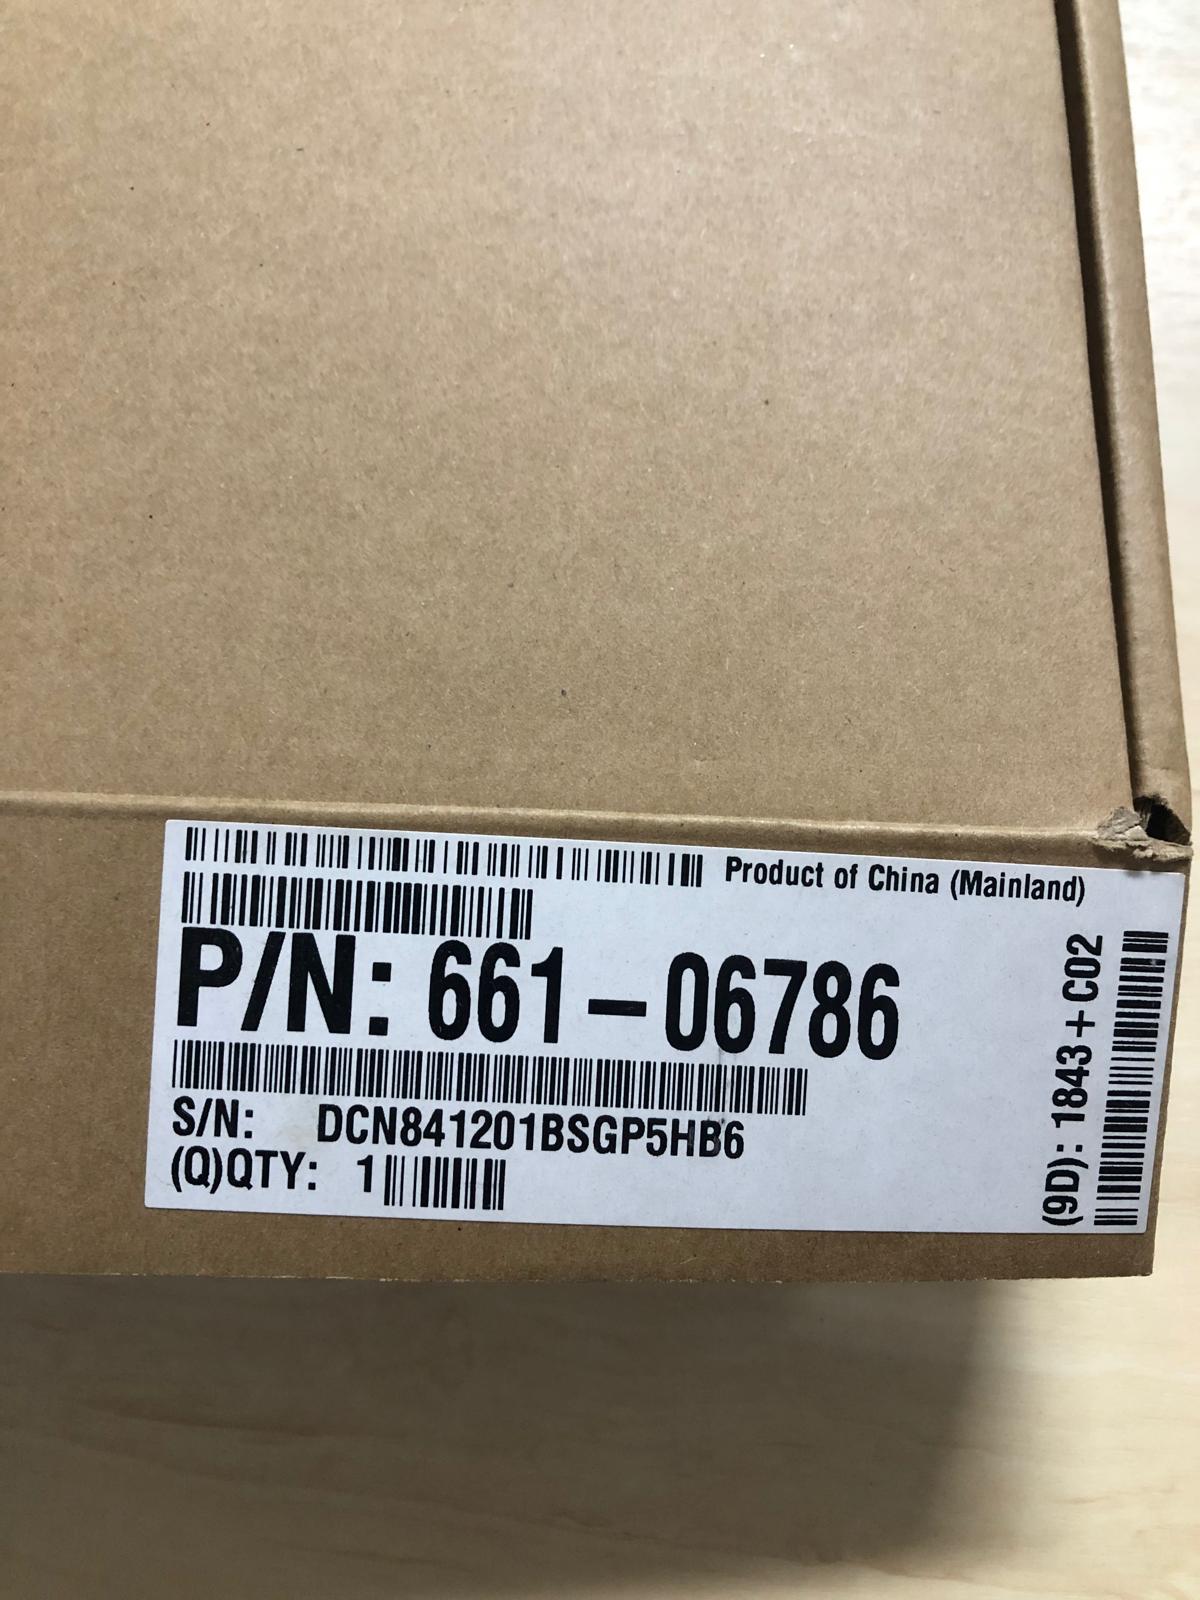 Product of China (Mainland)
P/N: 661-06786
S/N: DCN841201BSGP5HB6
(Q)QTY: 1
(9D): 1843+C02